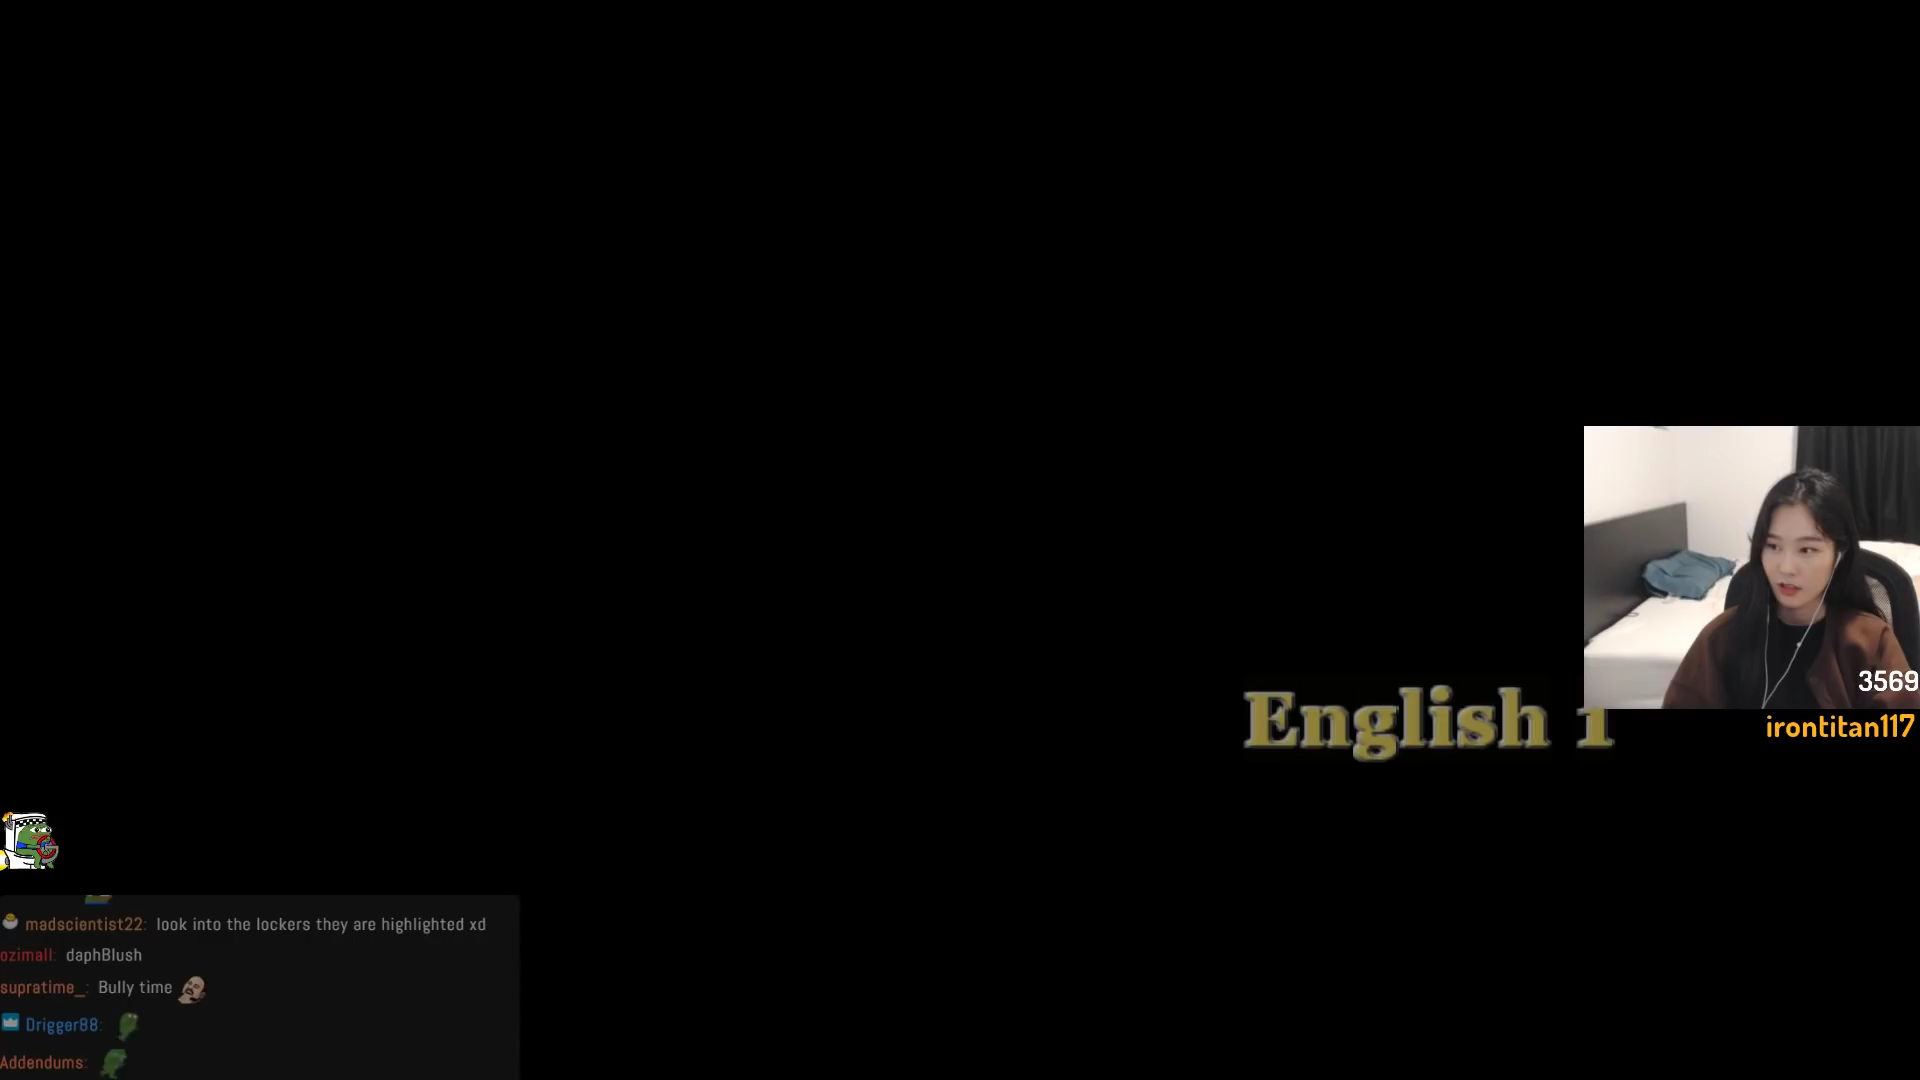 3569
English 1
irontitan117
madscientist22: look into the lockers they are highlighted xd
ozimall: daphBlush
supratime_: Bully time
Drigger88:
Addendums: